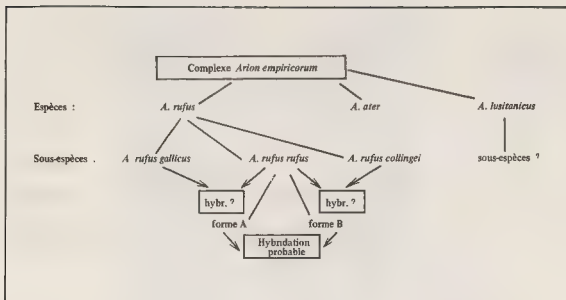 Complexe Arion empiricorum
Espèces : A. rufus A. ater A. lusitanicus
Sous-espèces . A rufus gallicus A. rufus rufus A. rufus collingei sous-espèces ?
hybr. ? hybr. ?
forme A forme B
Hybridation
probable